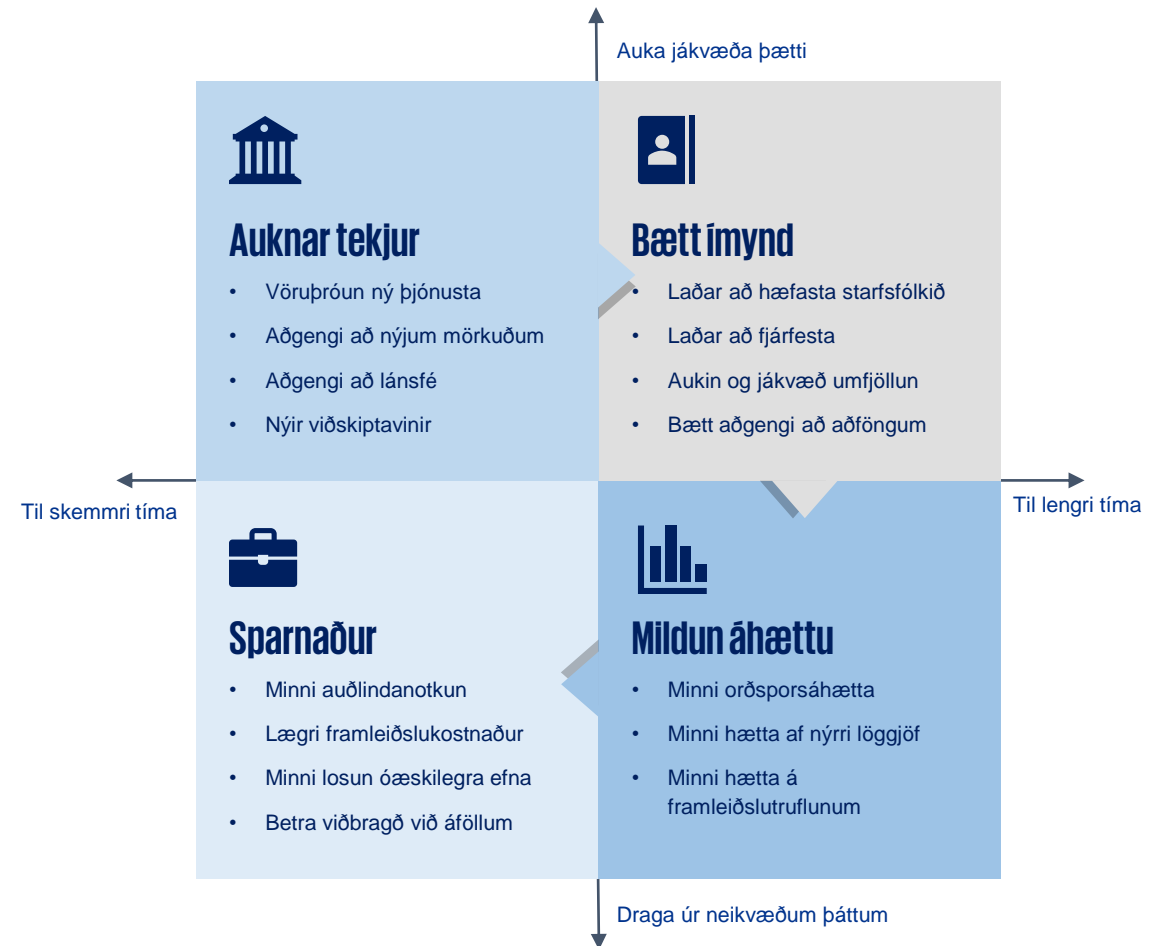 Auka jákvæða þætti
Auknar tekjur
• Vöruþróun ný þjónusta
• Aðgengi að nýjum mörkuðum
• Aðgengi að lánsfé
• Nýir viðskiptavinir
Bætt ímynd
• Laðar að hæfasta starfsfólkið
• Laðar að fjárfesta
• Aukin og jákvæð umfjöllun
• Bætt aðgengi að aðföngum
Til skemmri tíma
Til lengri tíma
Sparnaður
• Minni auðlindanotkun
• Lægri framleiðslukostnaður
• Minni losun óæskilegra efna
• Betra viðbragð við áföllum
Mildun áhættu
• Minni orðsporsáhætta
• Minni hætta af nýrri löggjöf
• Minni hætta á
framleiðslutruflunum
Draga úr neikvæðum þáttum